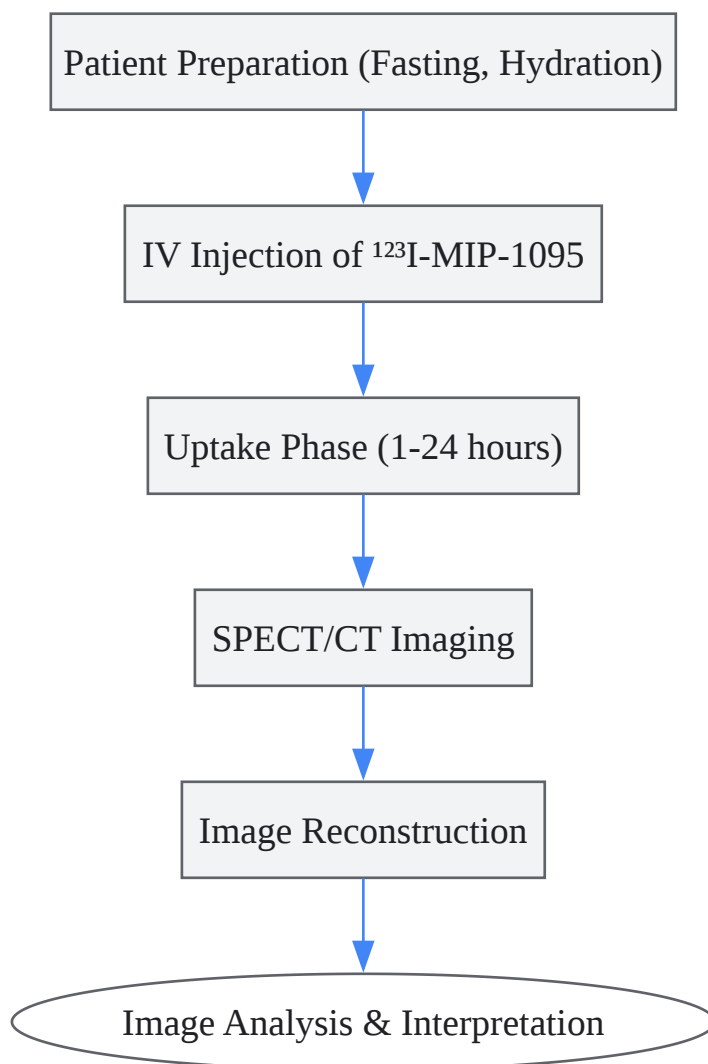 Patient Preparation (Fasting, Hydration)
IV Injection of ¹²³I-MIP-1095
Uptake Phase (1-24 hours)
SPECT/CT Imaging
Image Reconstruction
Image Analysis & Interpretation